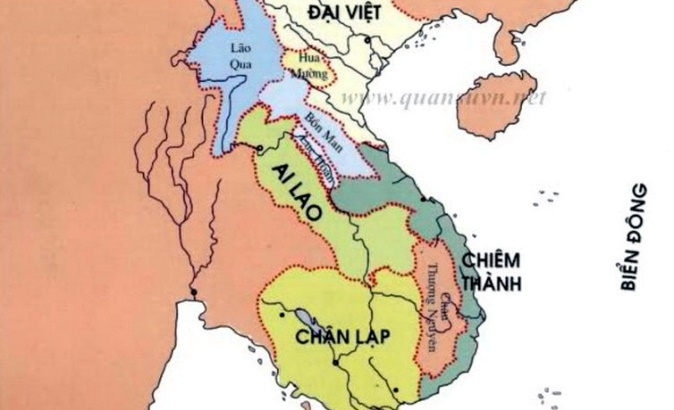 ĐẠI VIỆT
Lão
Qua
Hua
Mường
www.quansuvn.net
Bồn Man
AI LAO
CHIÊM
THÀNH
BIỂN ĐÔNG
Châu
Thượng Nguyên
CHÂN LẠP